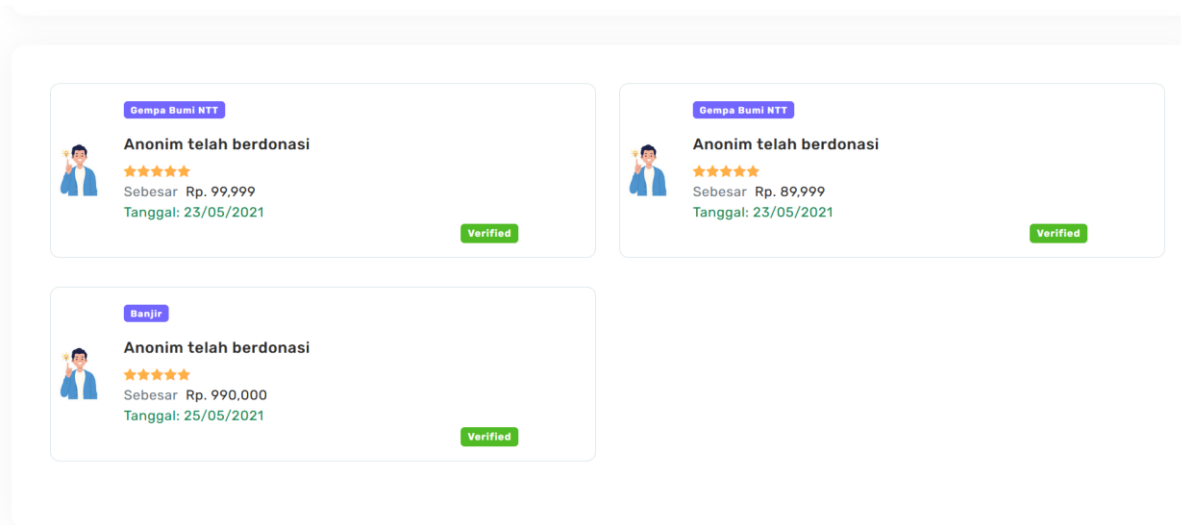 Gempa Bumi NTT
Anonim telah berdonasi
Sebesar Rp. 99,999
Tanggal: 23/05/2021
Verified
Gempa Bumi NTT
Anonim telah berdonasi
Sebesar Rp. 89,999
Tanggal: 23/05/2021
Verified
Banjir
Anonim telah berdonasi
Sebesar Rp. 990,000
Tanggal: 25/05/2021
Verified